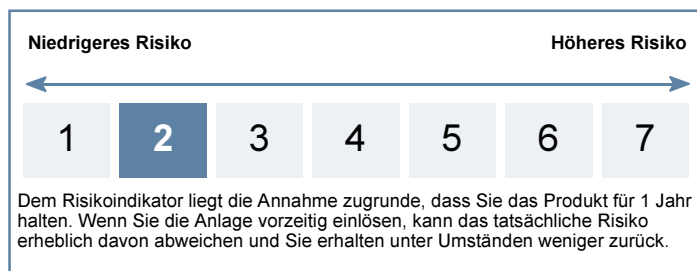 Niedrigeres Risiko Höheres Risiko
1 2 3 4 5 6 7
Dem Risikoindikator liegt die Annahme zugrunde, dass Sie das Produkt für 1 Jahr
halten. Wenn Sie die Anlage vorzeitig einlösen, kann das tatsächliche Risiko
erheblich davon abweichen und Sie erhalten unter Umständen weniger zurück.